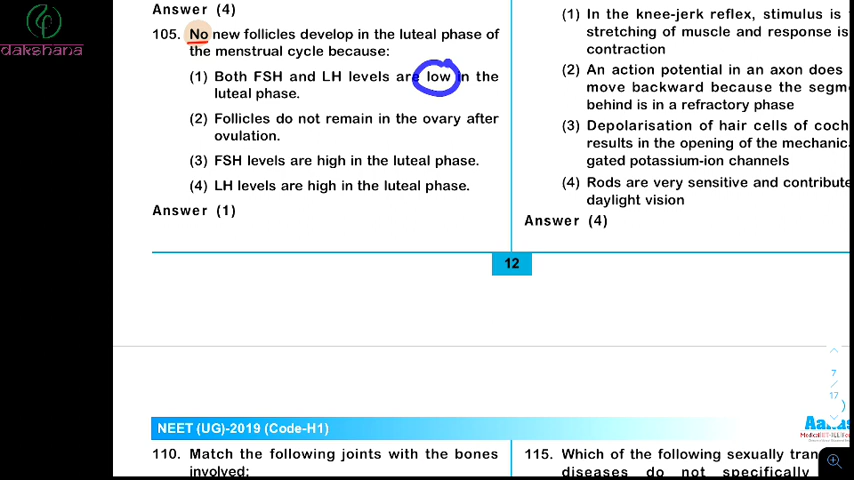 dakshana
Answer (4)
105. No new follicles develop in the luteal phase of
the menstrual cycle because:
(1) Both FSH and LH levels are low in the
luteal phase.
(2) Follicles do not remain in the ovary after
ovulation.
(3) FSH levels are high in the luteal phase.
(4) LH levels are high in the luteal phase.
Answer (1)
(1) In the knee-jerk reflex, stimulus is
stretching of muscle and response is
contraction
(2) An action potential in an axon does
move backward because the segm
behind is in a refractory phase
(3) Depolarisation of hair cells of coch
results in the opening of the mechanic
gated potassium-ion channels
(4) Rods are very sensitive and contribute
daylight vision
Answer (4)
12
7
/
17
NEET (UG)-2019 (Code-H1)
110. Match the following joints with the bones
involved:
115. Which of the following sexually tran
diseases do not specifically